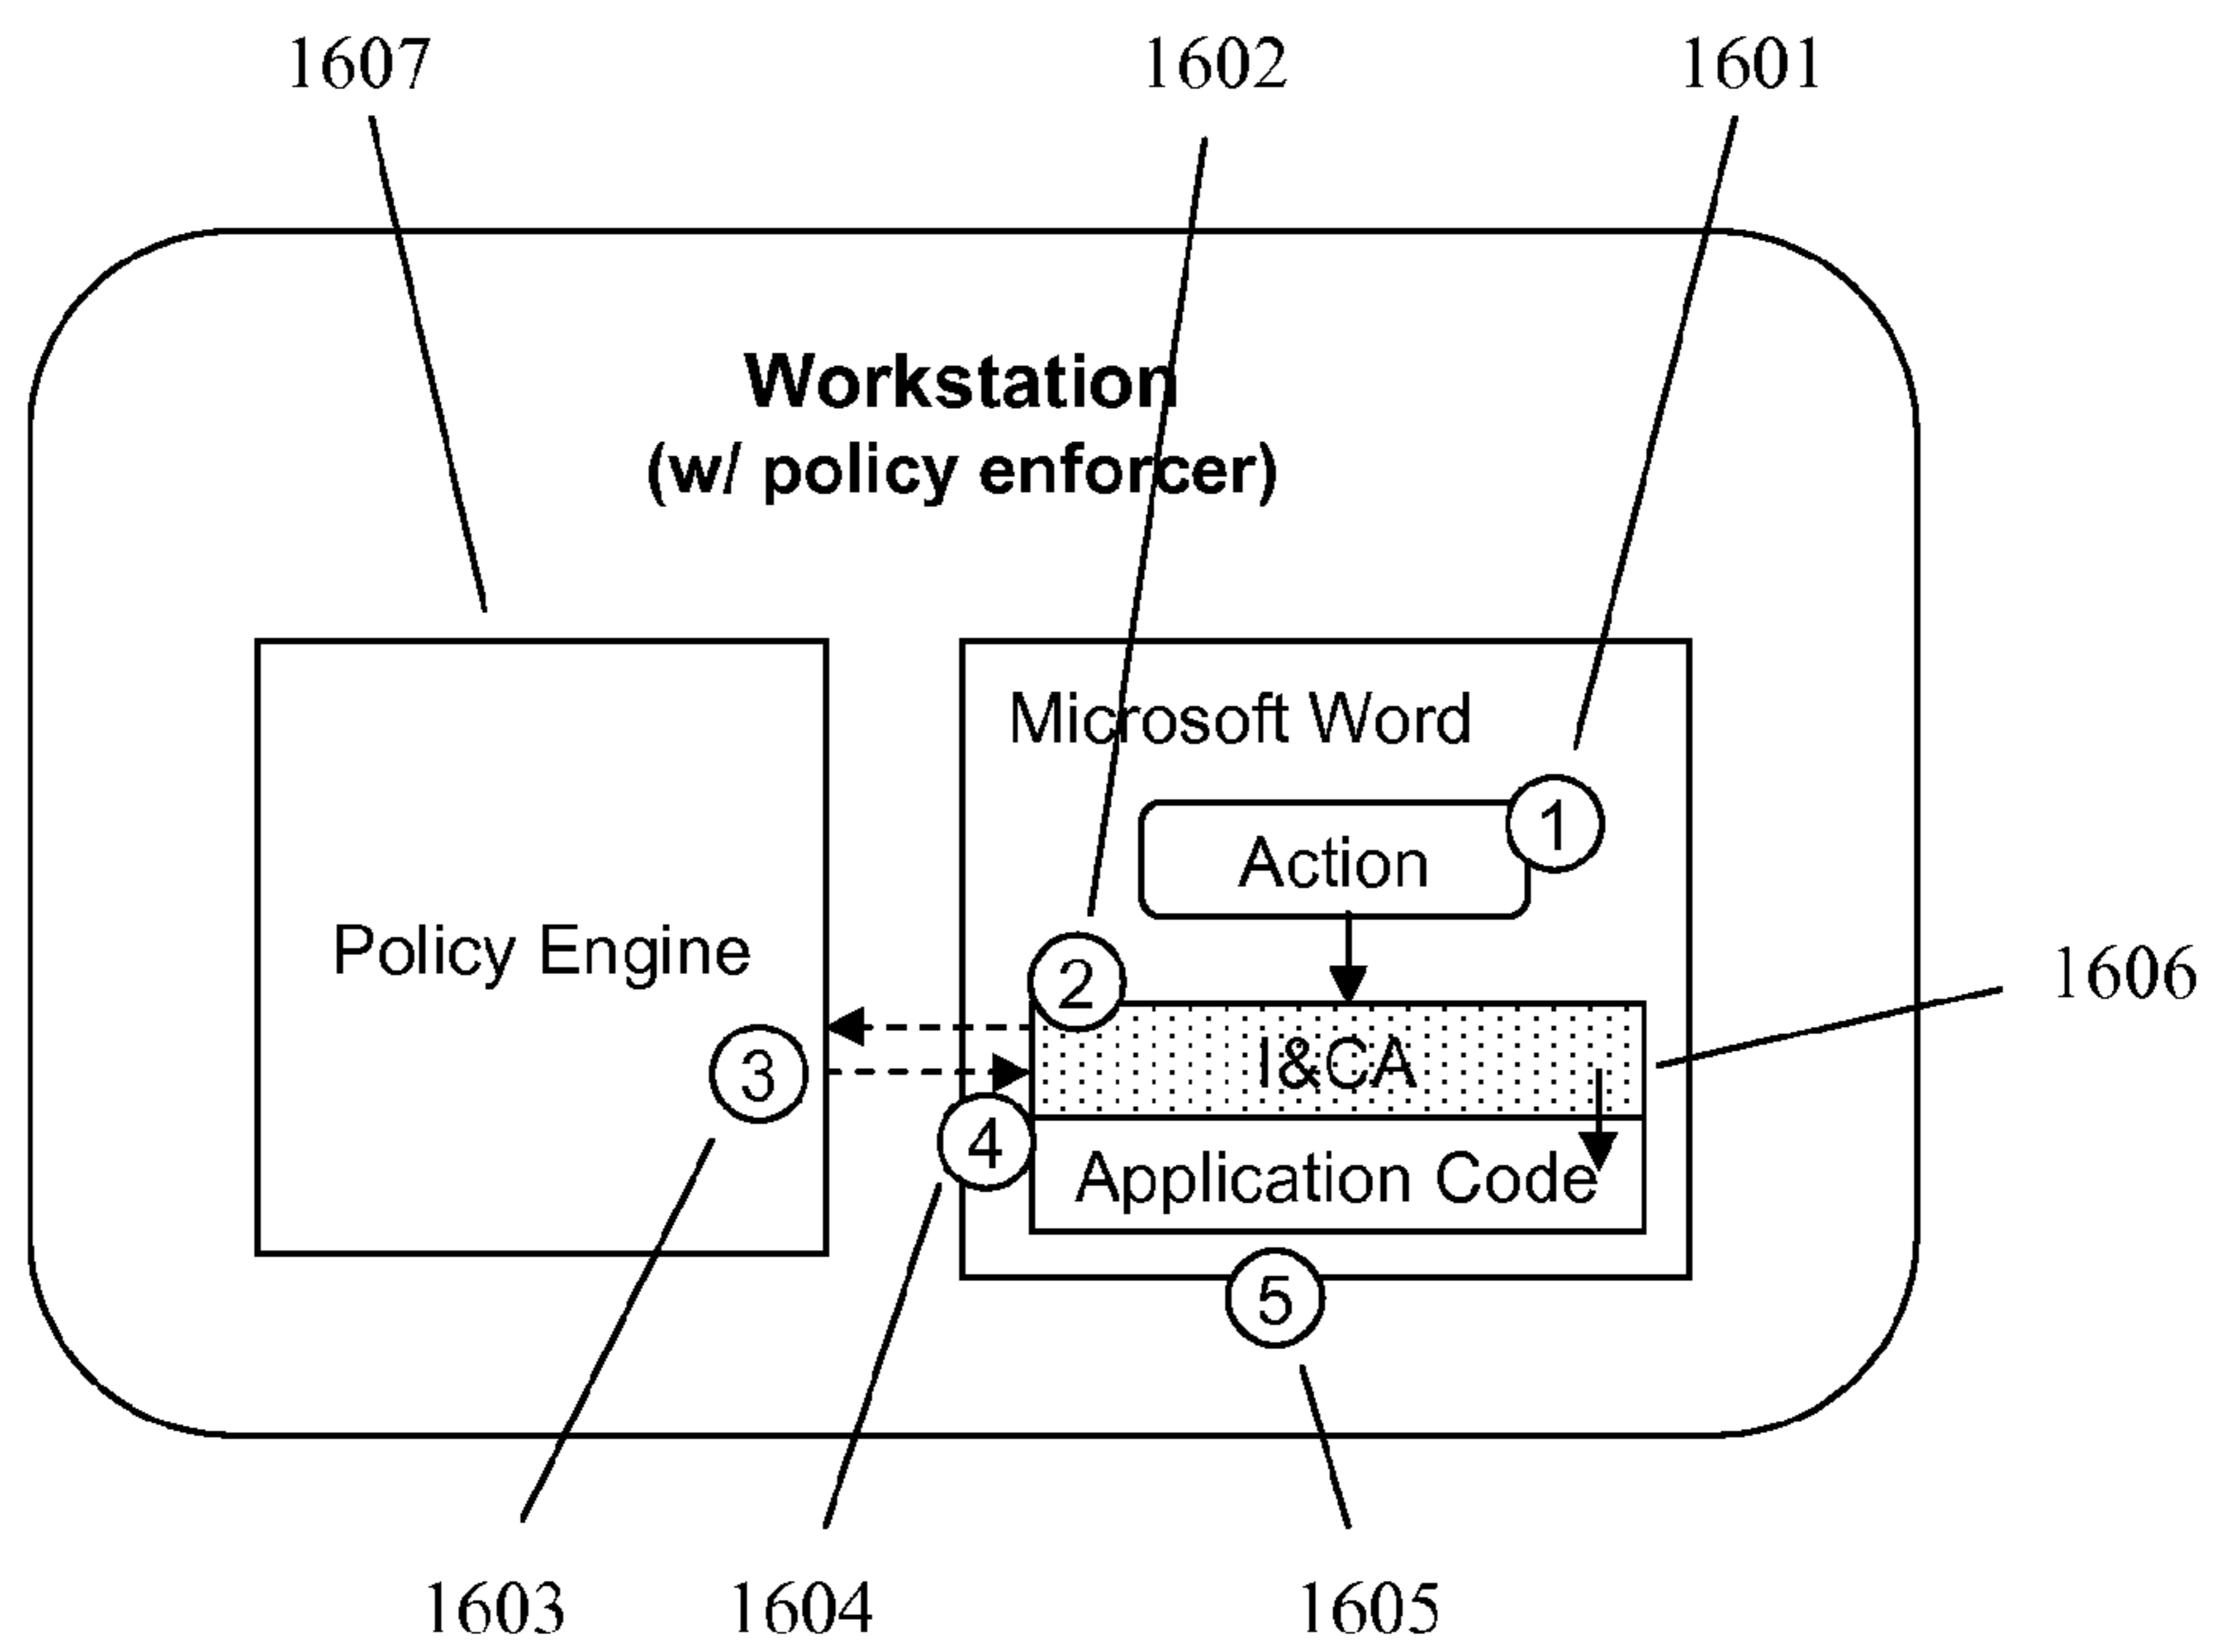 1607
1602
1601
Workstation
(w/ policy enforcer)
Microsoft Word
1
Action
Policy Engine
2
1606
I&CA
3
4
Application Code
5
1603
1604
1605